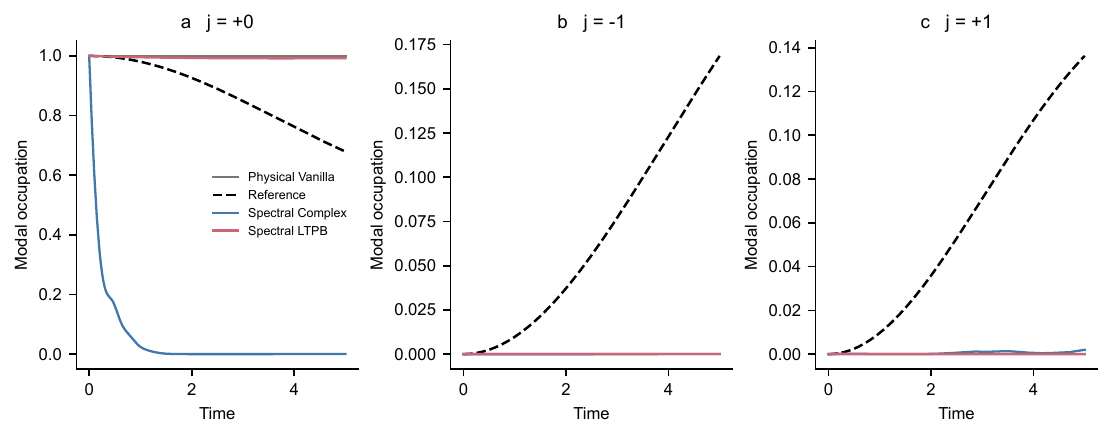 a   j = +0
Modal occupation
1.0
0.8
0.6
0.4
0.2
0.0
Physical Vanilla
Reference
Spectral Complex
Spectral LTPB
0
2
4
Time
b   j = -1
Modal occupation
0.175
0.150
0.125
0.100
0.075
0.050
0.025
0.000
0
2
4
Time
c   j = +1
Modal occupation
0.14
0.12
0.10
0.08
0.06
0.04
0.02
0.00
0
2
4
Time